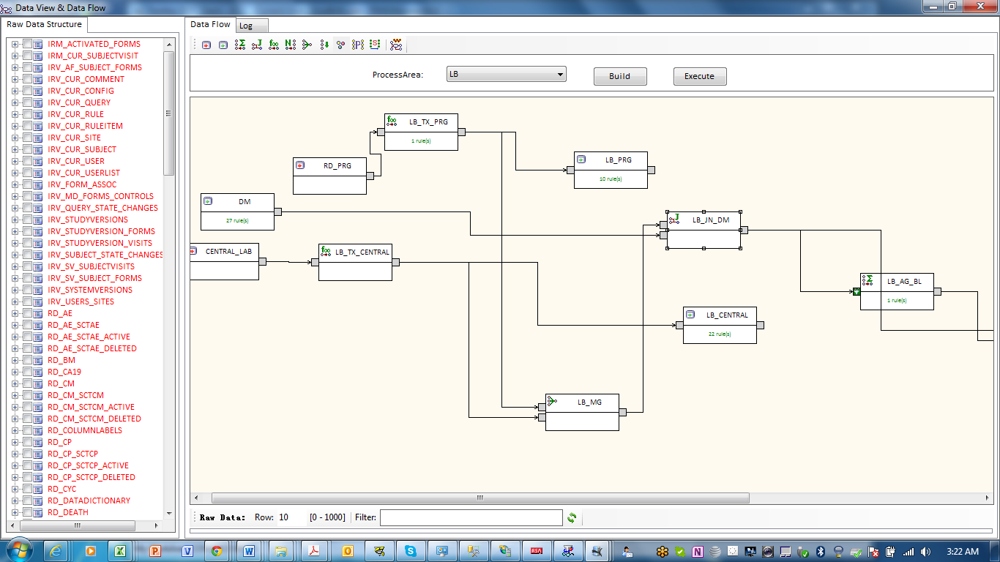 Data View & Data Flow
Raw Data Structure
IRM_ACTIVATED_FORMS
IRM_CUR_SUBJECTVISIT
IRV_AF_SUBJECT_FORMS
IRV_CUR_COMMENT
IRV_CUR_CONFIG
IRV_CUR_QUERY
IRV_CUR_RULE
IRV_CUR_RULEITEM
IRV_CUR_SITE
IRV_CUR_SUBJECT
IRV_CUR_USER
IRV_CUR_USERLIST
IRV_FORM_ASSOC
IRV_MD_FORMS_CONTROLS
IRV_QUERY_STATE_CHANGES
IRV_STUDYVERSIONS
IRV_STUDYVERSION_FORMS
IRV_STUDYVERSION_VISITS
IRV_SUBJECT_STATE_CHANGES
IRV_SV_SUBJECTVISITS
IRV_SV_SUBJECT_FORMS
IRV_SYSTEMVERSIONS
IRV_USERS_SITES
RD_AE
RD_AE_SCTAE
RD_AE_SCTAE_ACTIVE
RD_AE_SCTAE_DELETED
RD_BM
RD_CA19
RD_CM
RD_CM_SCTCM
RD_CM_SCTCM_ACTIVE
RD_CM_SCTCM_DELETED
RD_COLUMNLABELS
RD_CP
RD_CP_SCTCP
RD_CP_SCTCP_ACTIVE
RD_CP_SCTCP_DELETED
RD_CYC
RD_DATADICTIONARY
RD_DEATH
Data Flow Log
ProcessArea: LB Build Execute
LB_TX_PRG
1 rule(s)
RD_PRG
LB_PRG
10 rule(s)
DM
27 rule(s)
LB_JN_DM
CENTRAL_LAB
LB_TX_CENTRAL
LB_AG_BL
1 rule(s)
LB_CENTRAL
22 rule(s)
LB_MG
Raw Data: Row: 10 [0 - 1000] Filter:
RSA
3:22 AM